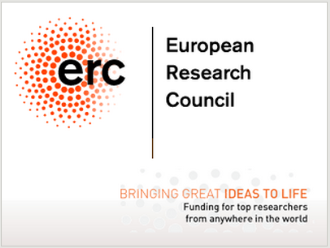 erc
European
Research
Council
BRINGING GREAT IDEAS TO LIFE
Funding for top researchers
from anywhere in the world